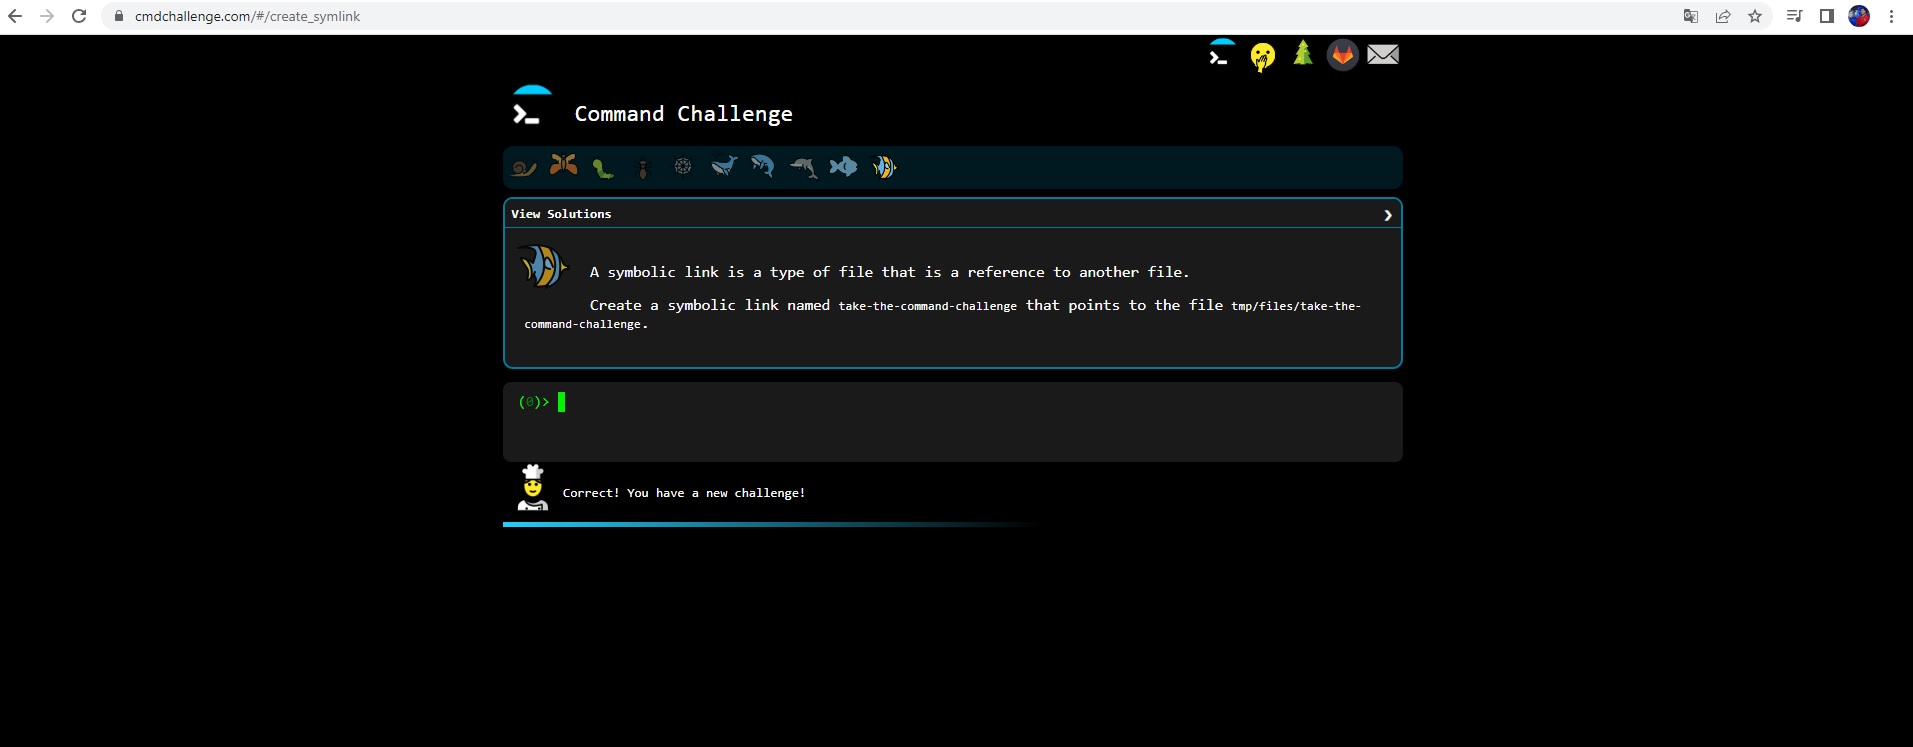 cmdchallenge.com/#/create_symlink
Command Challenge
View Solutions
A symbolic link is a type of file that is a reference to another file.
Create a symbolic link named take-the-command-challenge that points to the file tmp/files/take-the-
command-challenge.
(0)>
Correct! You have a new challenge!